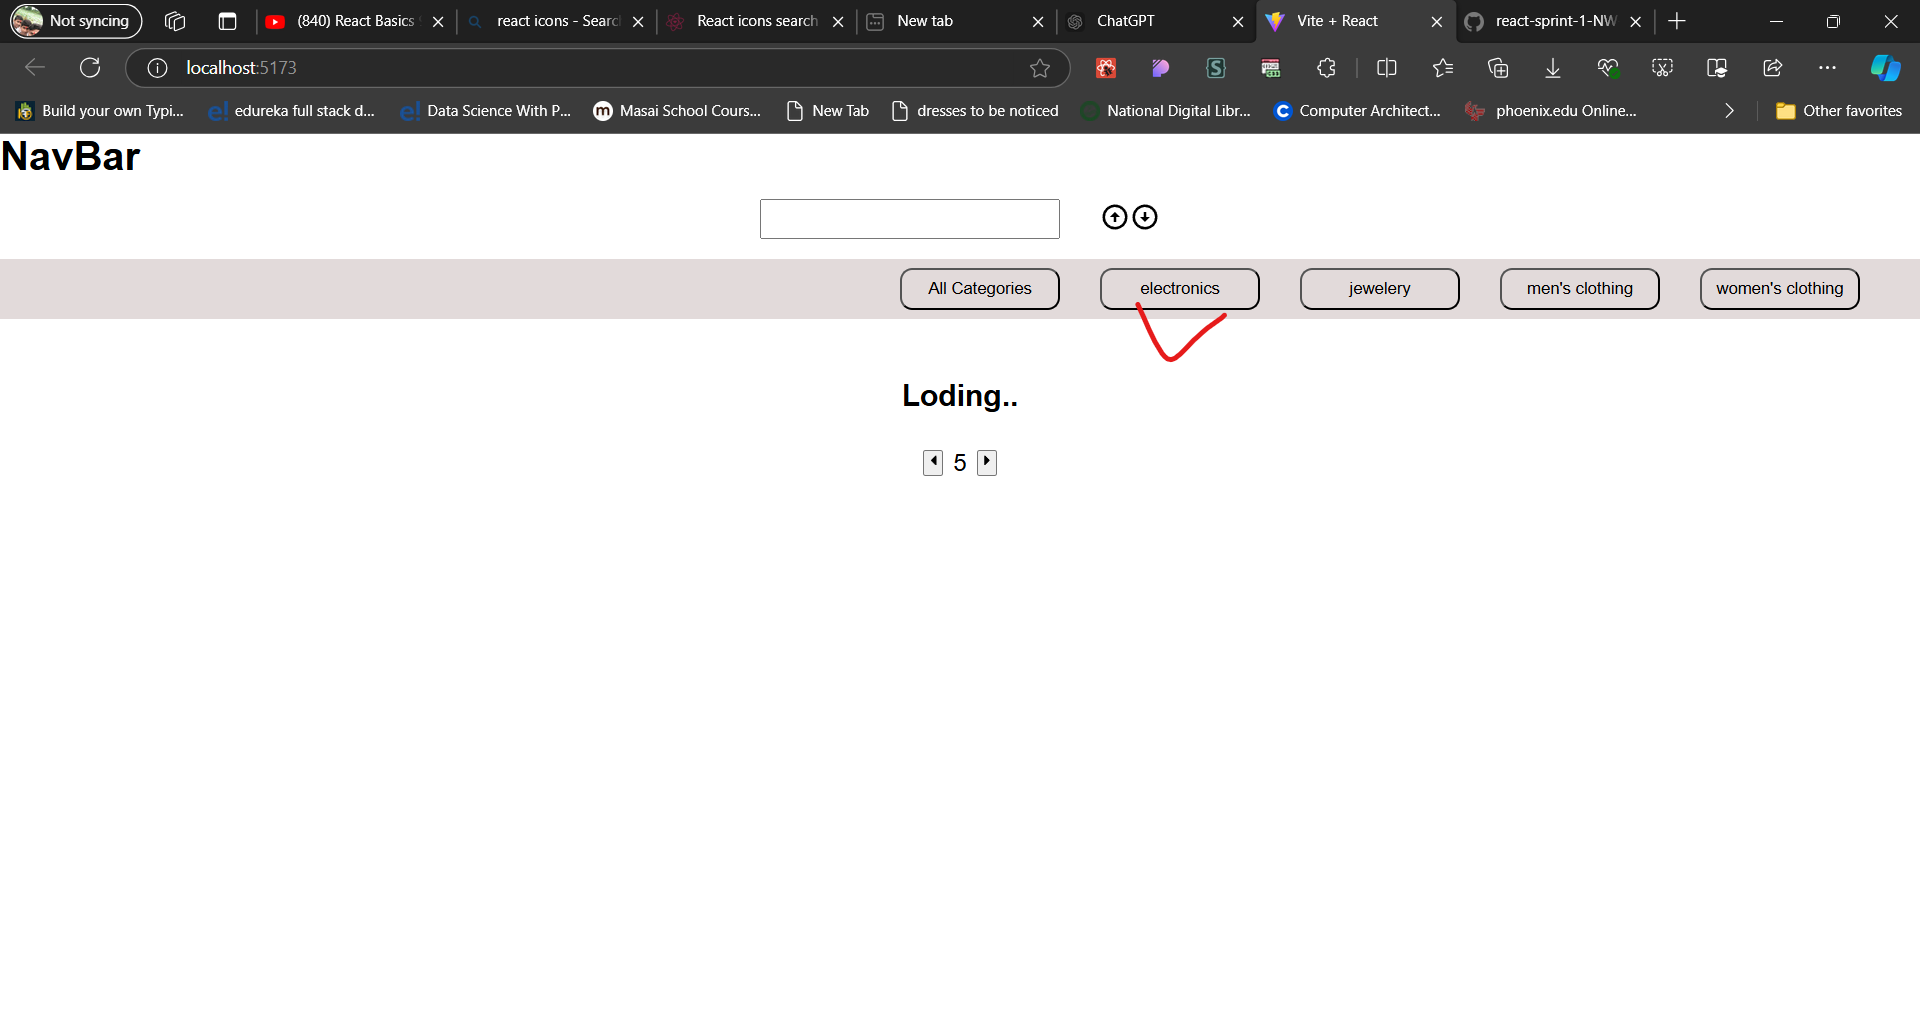 Not syncing
(840) React Basics
react icons - Searc
React icons search
New tab
ChatGPT
Vite + React
react-sprint-1-NW
localhost:5173
Build your own Typi...
edureka full stack d...
Data Science With P...
Masai School Cours...
New Tab
dresses to be noticed
National Digital Libr...
Computer Architect...
phoenix.edu Online...
Other favorites
NavBar
All Categories
electronics
jewelery
men's clothing
women's clothing
Loding..
5